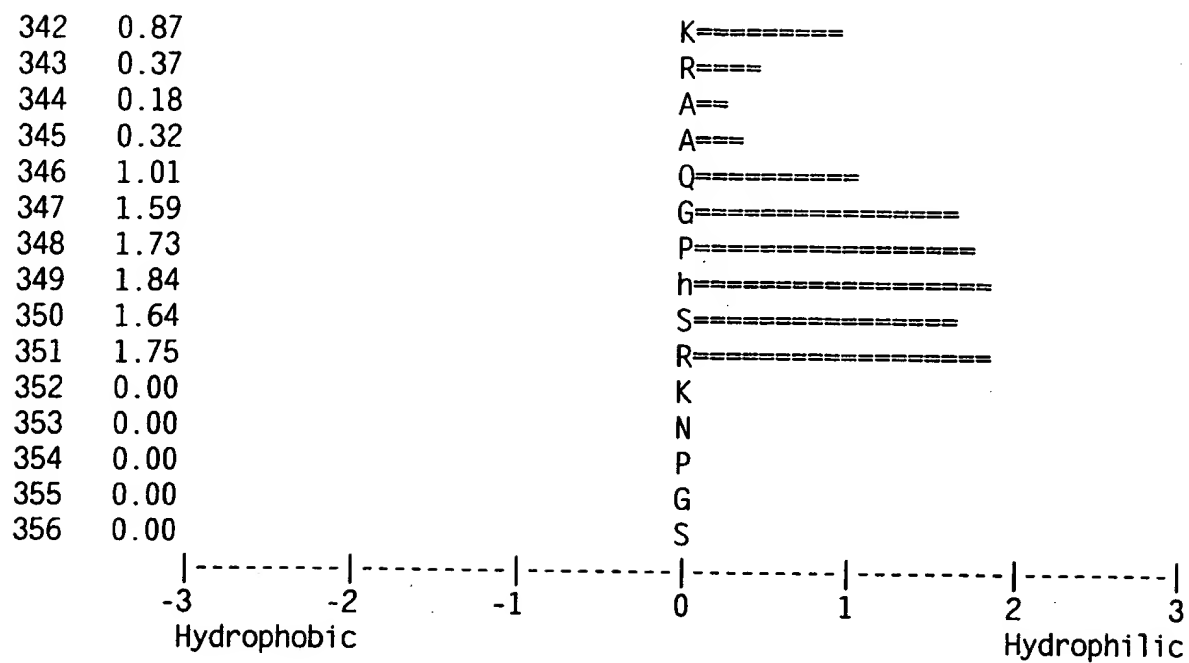 342 0.87 K=========
343 0.37 R====
344 0.18 A==
345 0.32 A===
346 1.01 Q==========
347 1.59 G================
348 1.73 P=================
349 1.84 h==================
350 1.64 S================
351 1.75 R==================
352 0.00 K
353 0.00 N
354 0.00 P
355 0.00 G
356 0.00 S
|---------|---------|---------|---------|---------|---------|
-3 -2 -1 0 1 2 3
Hydrophobic Hydrophilic